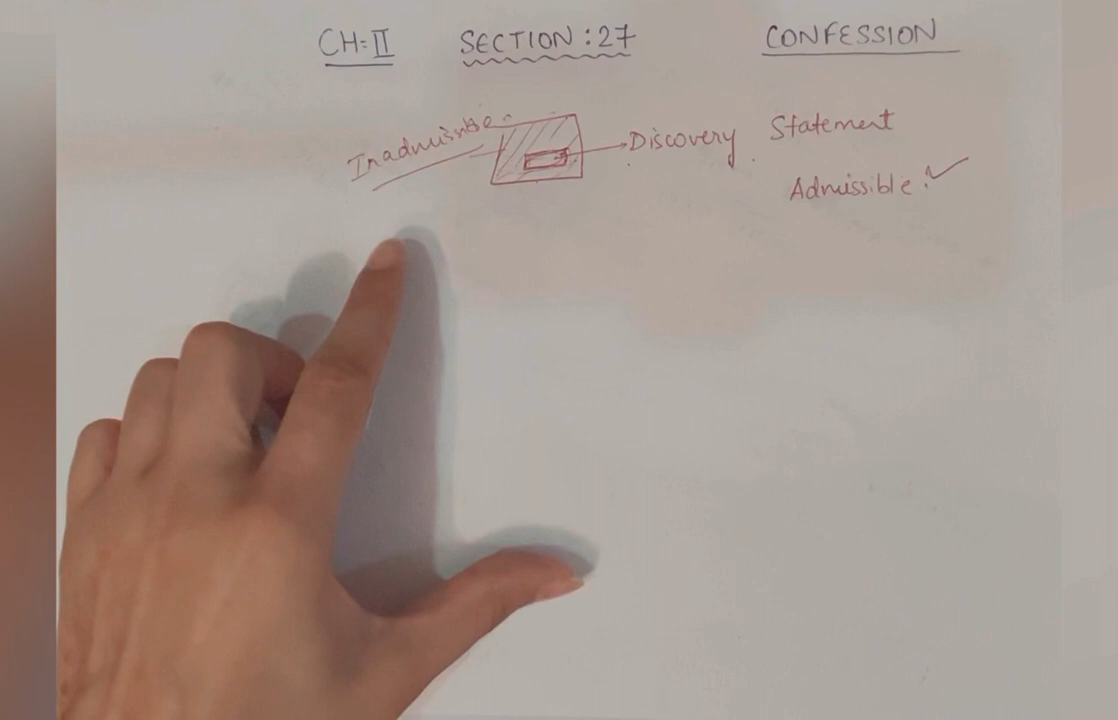 CH: II SECTION : 27 CONFESSION
Inadmissible Discovery Statement
Admissible ✓